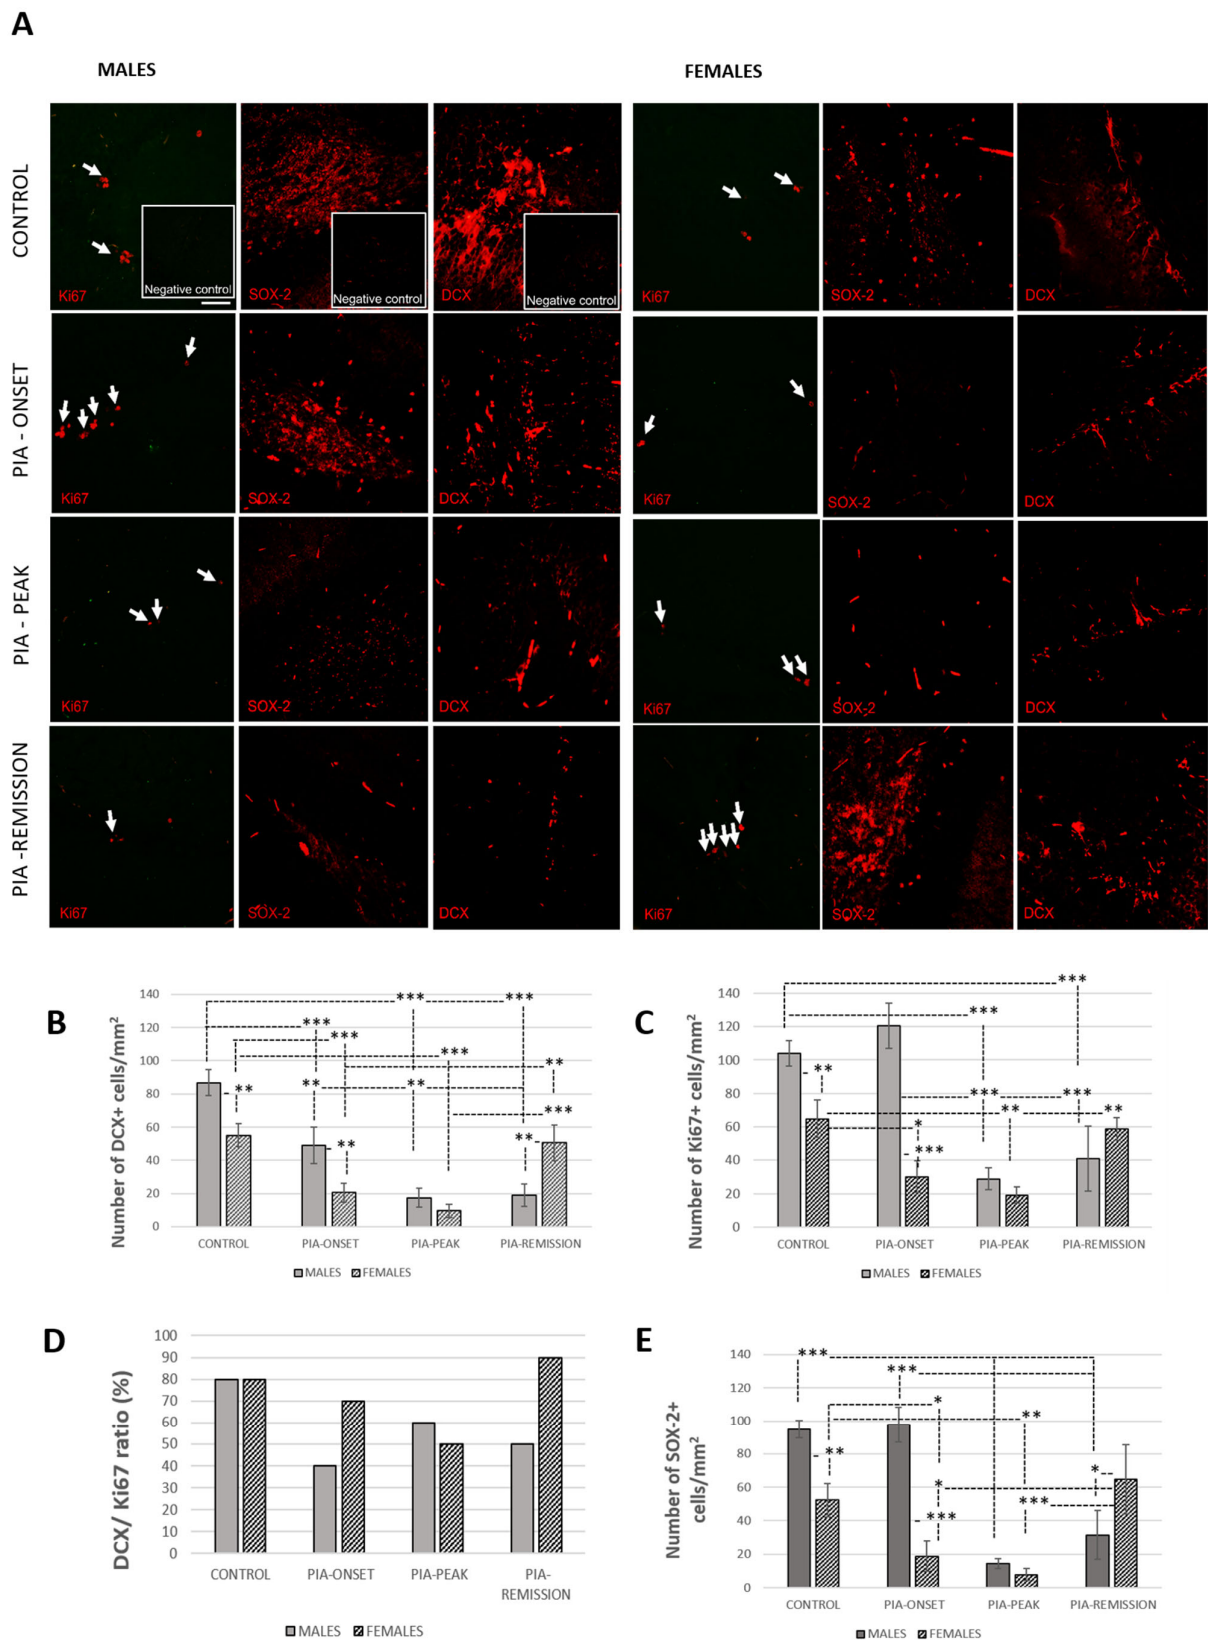 A
MALES
FEMALES
CONTROL
Ki67
Negative control
SOX-2
Negative control
DCX
Negative control
Ki67
SOX-2
DCX
PIA - ONSET
Ki67
SOX-2
DCX
Ki67
SOX-2
DCX
PIA - PEAK
Ki67
SOX-2
DCX
Ki67
SOX-2
DCX
PIA -REMISSION
Ki67
SOX-2
DCX
Ki67
SOX-2
DCX
B
Number of DCX+ cells/mm²
140
120
100
80
60
40
20
0
***
***
***
***
***
**
**
**
**
**
***
**
CONTROL
PIA-ONSET
PIA-PEAK
PIA-REMISSION
MALES
FEMALES
C
Number of Ki67+ cells/mm²
140
120
100
80
60
40
20
0
***
***
**
***
***
**
**
*
***
CONTROL
PIA-ONSET
PIA-PEAK
PIA-REMISSION
MALES
FEMALES
D
DCX/ Ki67 ratio (%)
100
90
80
70
60
50
40
30
20
10
0
CONTROL
PIA-ONSET
PIA-PEAK
PIA-
REMISSION
MALES
FEMALES
E
Number of SOX-2+
cells/mm²
140
120
100
80
60
40
20
0
***
***
*
**
**
*
*
***
***
CONTROL
PIA-ONSET
PIA-PEAK
PIA-REMISSION
MALES
FEMALES